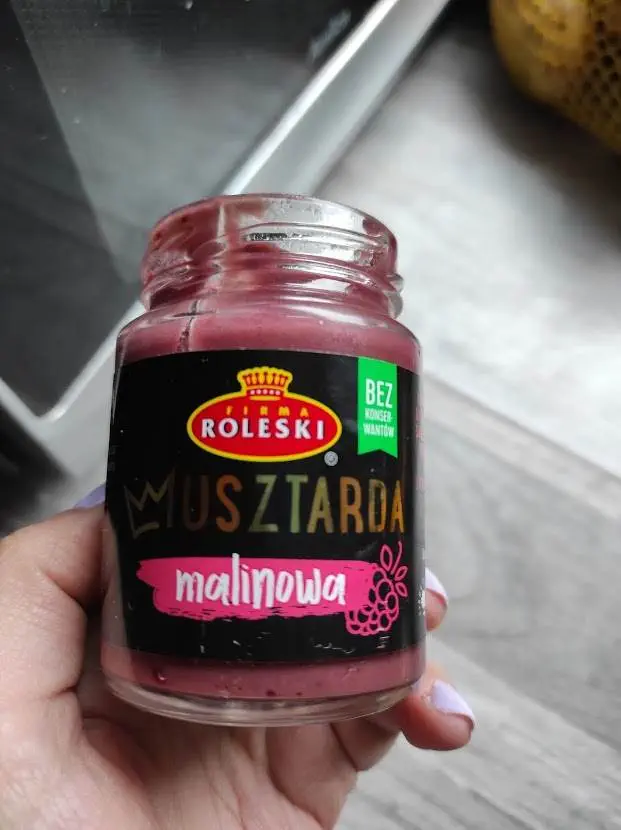 FIRMA
ROLESKI
BEZ
KONSER-
WANTÓW
MUSZTARDA
malinowa